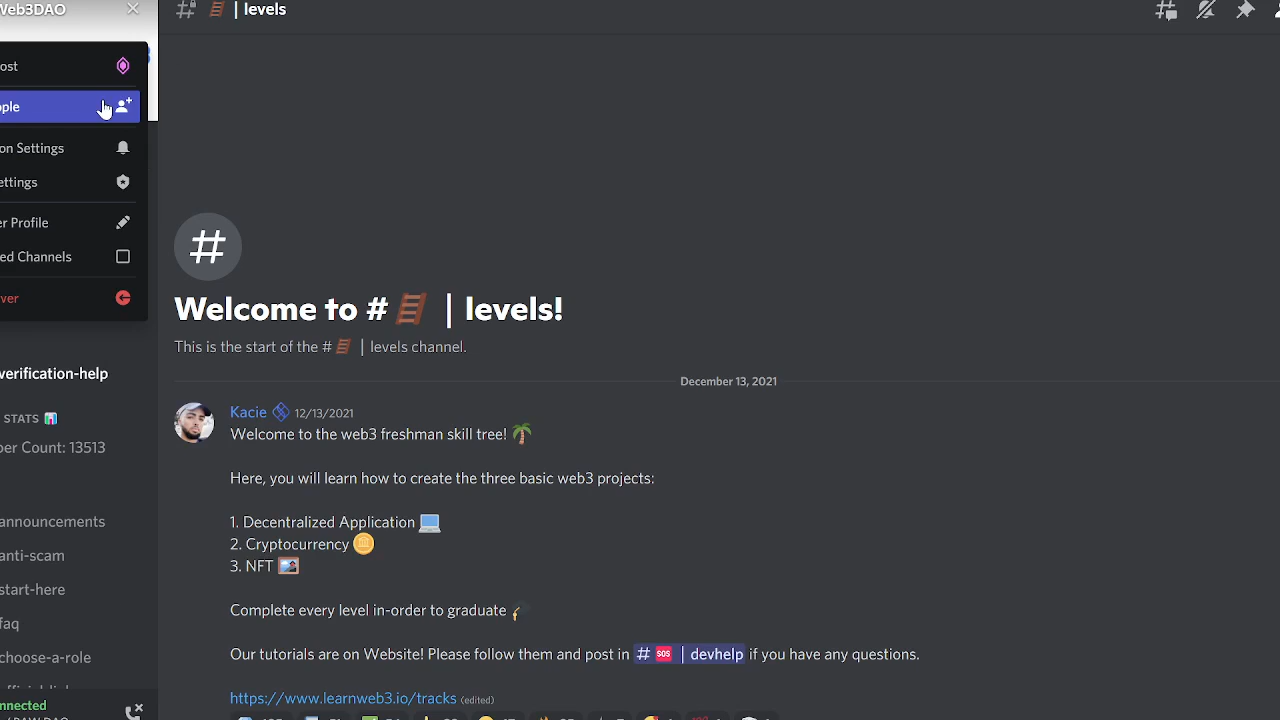 Web3DAO
# | levels
ost
ople
on Settings
ettings
er Profile
ed Channels
ver
verification-help
STATS
ber Count: 13513
announcements
anti-scam
start-here
faq
choose-a-role
nnected
Welcome to # | levels!
This is the start of the # | levels channel.
December 13, 2021
Kacie 12/13/2021
Welcome to the web3 freshman skill tree!
Here, you will learn how to create the three basic web3 projects:
1. Decentralized Application
2. Cryptocurrency
3. NFT
Complete every level in-order to graduate
Our tutorials are on Website! Please follow them and post in # SOS | devhelp if you have any questions.
https://www.learnweb3.io/tracks (edited)